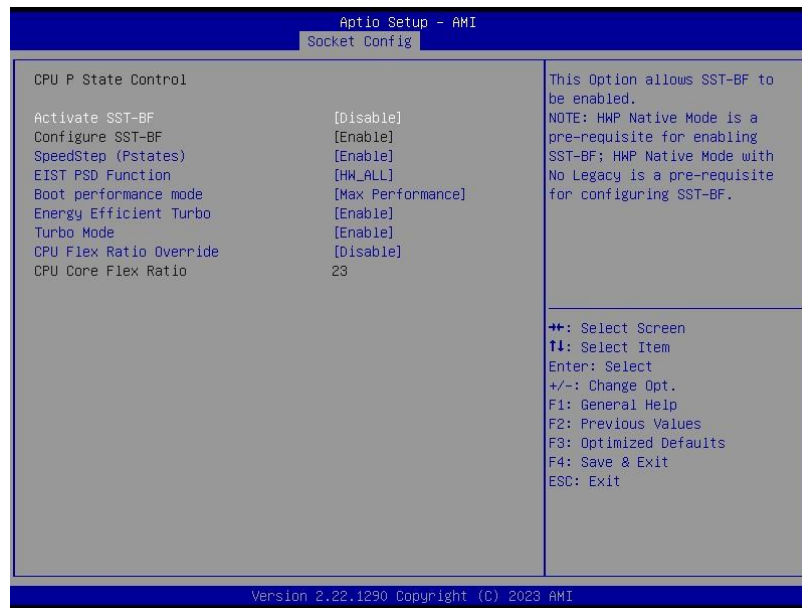 Aptio Setup - AMI
Socket Config
CPU P State Control
Activate SST-BF [Disable]
Configure SST-BF [Enable]
SpeedStep (Pstates) [Enable]
EIST PSD Function [HW_ALL]
Boot performance mode [Max Performance]
Energy Efficient Turbo [Enable]
Turbo Mode [Enable]
CPU Flex Ratio Override [Disable]
CPU Core Flex Ratio 23
This Option allows SST-BF to
be enabled.
NOTE: HWP Native Mode is a
pre-requisite for enabling
SST-BF; HWP Native Mode with
No Legacy is a pre-requisite
for configuring SST-BF.
→←: Select Screen
↑↓: Select Item
Enter: Select
+/-: Change Opt.
F1: General Help
F2: Previous Values
F3: Optimized Defaults
F4: Save & Exit
ESC: Exit
Version 2.22.1290 Copyright (C) 2023 AMI